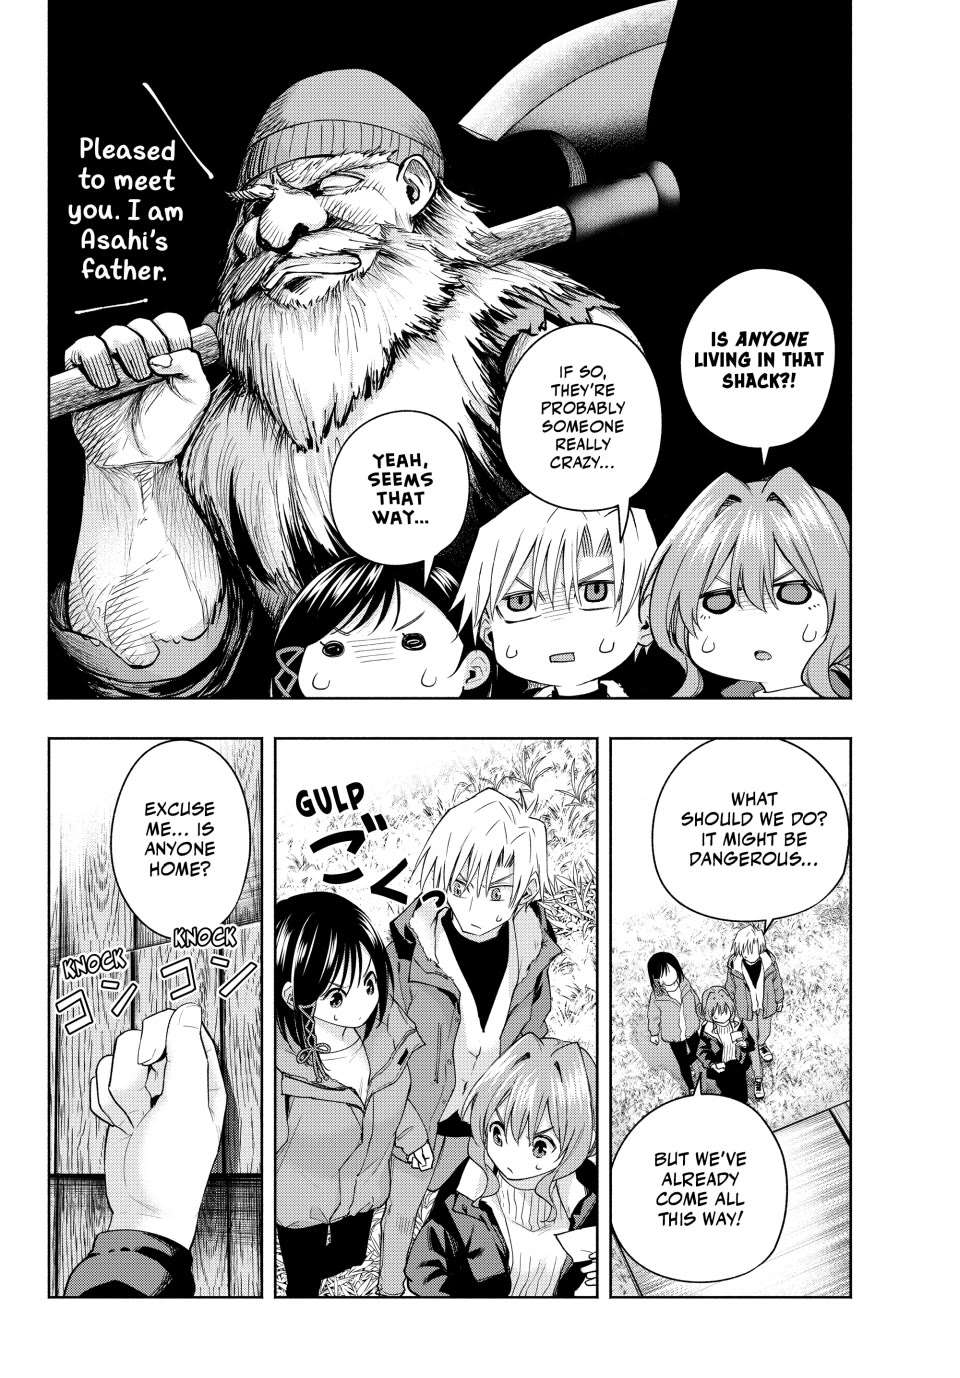 IS ANYONE
LIVING IN THAT
SHACK?!
IF SO,
THEY'RE
PROBABLY
SOMEONE
REALLY
CRAZY...
YEAH,
SEEMS
THAT
WAY...
Pleased
to meet
you. I am
Asahi's
father.
WHAT
SHOULD WE DO?
IT MIGHT BE
DANGEROUS...
BUT WE'VE
ALREADY
COME ALL
THIS WAY!
GULP
ごくっ
EXCUSE
ME... IS
ANYONE
HOME?
KNOCK
コン
KNOCK
コン